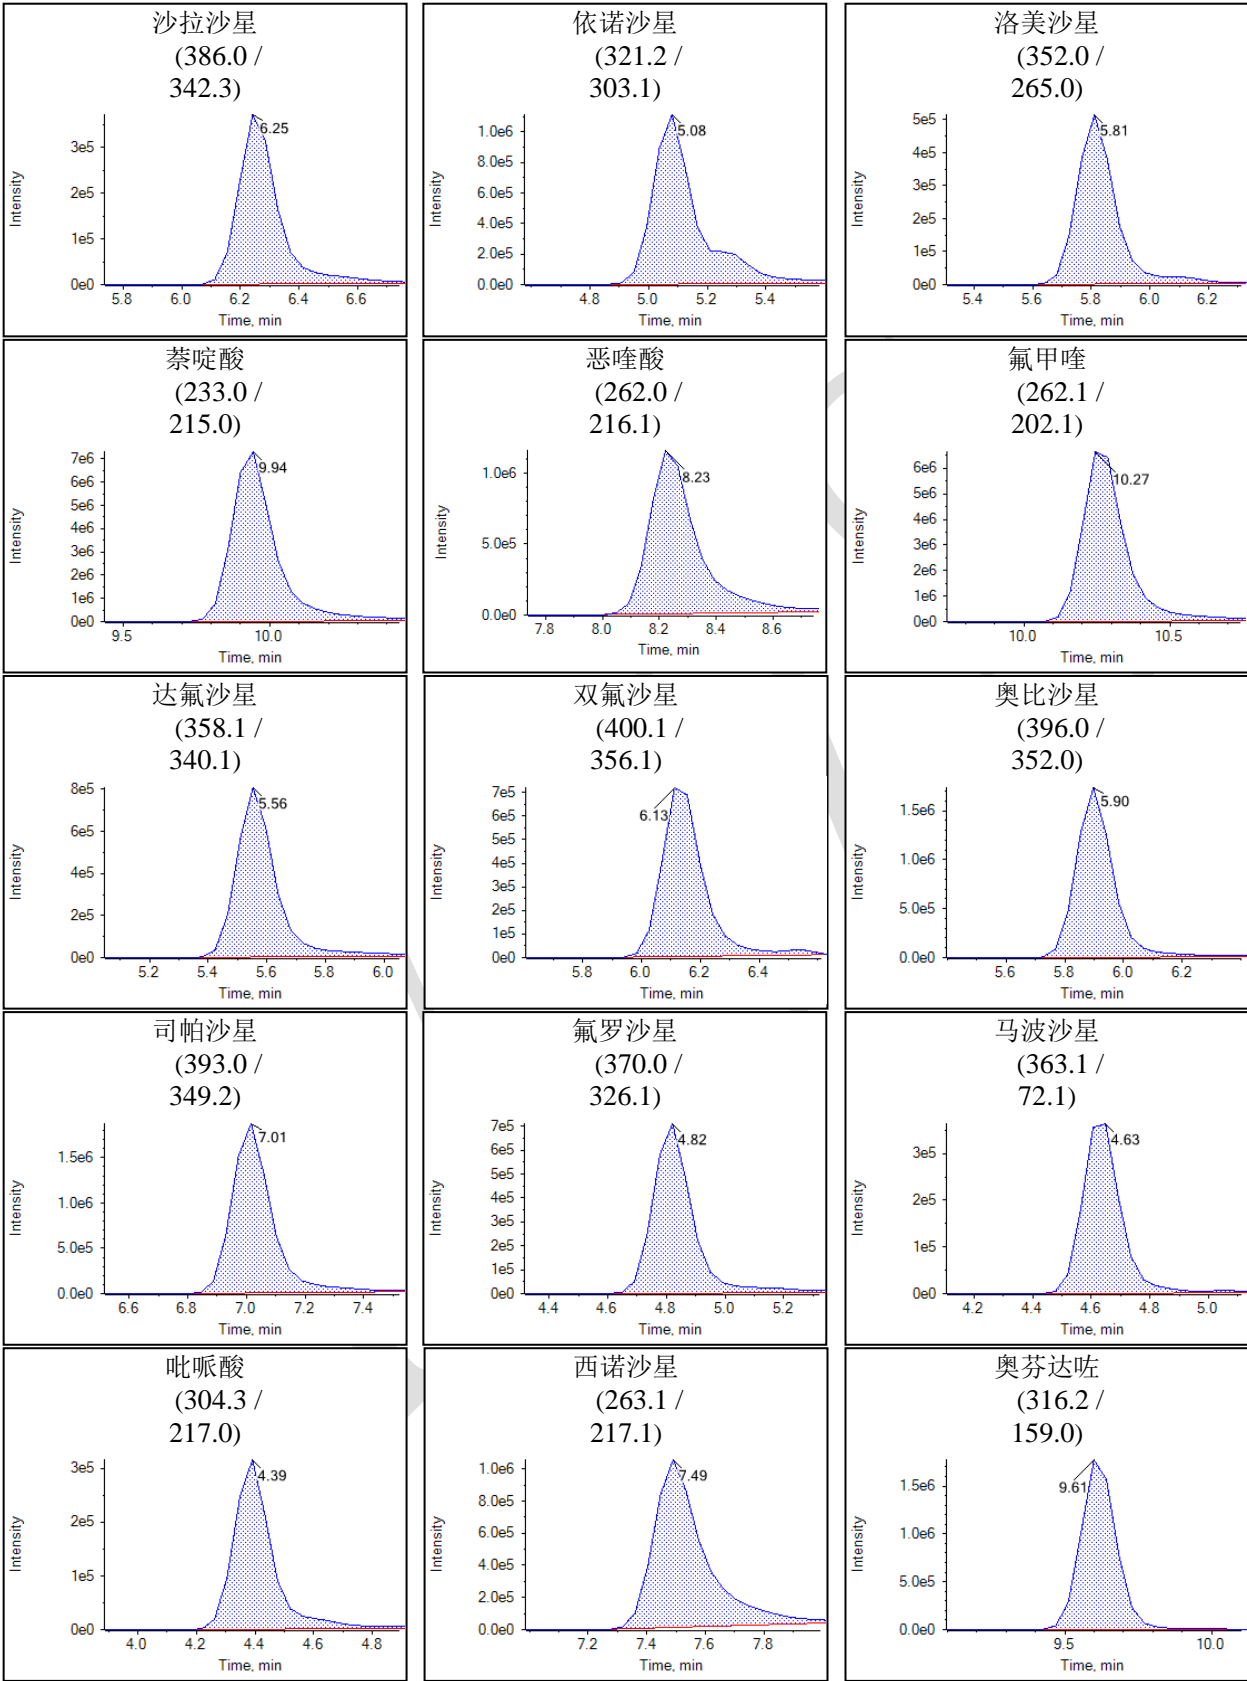 沙拉沙星
(386.0 /
342.3)
6.25
3e5
2e5
1e5
0e0
Intensity
5.8 6.0 6.2 6.4 6.6
Time, min
依诺沙星
(321.2 /
303.1)
5.08
1.0e6
8.0e5
6.0e5
4.0e5
2.0e5
0.0e0
Intensity
4.8 5.0 5.2 5.4
Time, min
洛美沙星
(352.0 /
265.0)
5.81
5e5
4e5
3e5
2e5
1e5
0e0
Intensity
5.4 5.6 5.8 6.0 6.2
Time, min
萘啶酸
(233.0 /
215.0)
9.94
7e6
6e6
5e6
4e6
3e6
2e6
1e6
0e0
Intensity
9.5 10.0
Time, min
恶喹酸
(262.0 /
216.1)
8.23
1.0e6
5.0e5
0.0e0
Intensity
7.8 8.0 8.2 8.4 8.6
Time, min
氟甲喹
(262.1 /
202.1)
10.27
6e6
5e6
4e6
3e6
2e6
1e6
0e0
Intensity
10.0 10.5
Time, min
达氟沙星
(358.1 /
340.1)
5.56
8e5
6e5
4e5
2e5
0e0
Intensity
5.2 5.4 5.6 5.8 6.0
Time, min
双氟沙星
(400.1 /
356.1)
6.13
7e5
6e5
5e5
4e5
3e5
2e5
1e5
0e0
Intensity
5.8 6.0 6.2 6.4
Time, min
奥比沙星
(396.0 /
352.0)
5.90
1.5e6
1.0e6
5.0e5
0.0e0
Intensity
5.6 5.8 6.0 6.2
Time, min
司帕沙星
(393.0 /
349.2)
7.01
1.5e6
1.0e6
5.0e5
0.0e0
Intensity
6.6 6.8 7.0 7.2 7.4
Time, min
氟罗沙星
(370.0 /
326.1)
4.82
7e5
6e5
5e5
4e5
3e5
2e5
1e5
0e0
Intensity
4.4 4.6 4.8 5.0 5.2
Time, min
马波沙星
(363.1 /
72.1)
4.63
3e5
2e5
1e5
0e0
Intensity
4.2 4.4 4.6 4.8 5.0
Time, min
吡哌酸
(304.3 /
217.0)
4.39
3e5
2e5
1e5
0e0
Intensity
4.0 4.2 4.4 4.6 4.8
Time, min
西诺沙星
(263.1 /
217.1)
7.49
1.0e6
8.0e5
6.0e5
4.0e5
2.0e5
0.0e0
Intensity
7.2 7.4 7.6 7.8
Time, min
奥芬达唑
(316.2 /
159.0)
9.61
1.5e6
1.0e6
5.0e5
0.0e0
Intensity
9.5 10.0
Time, min